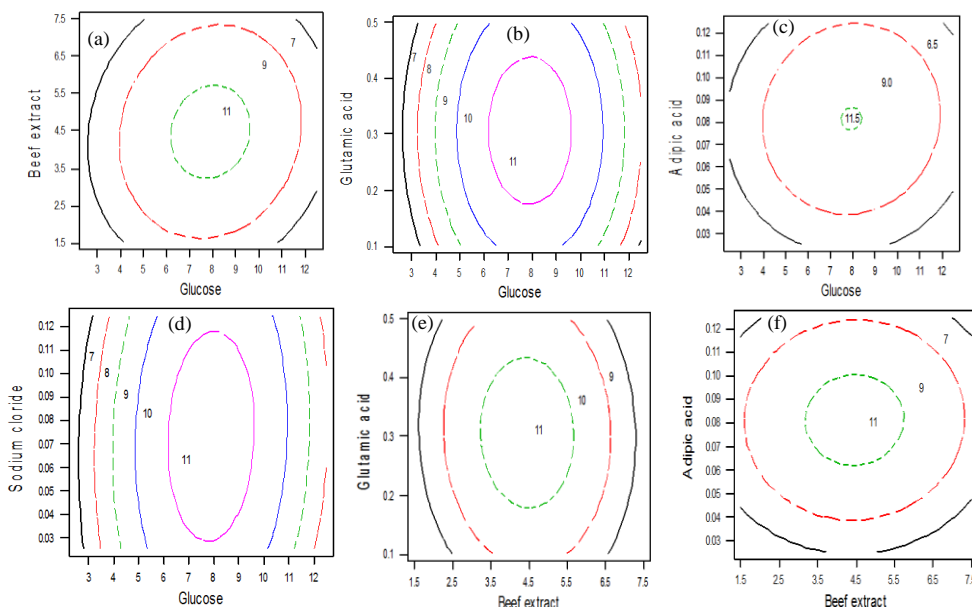 (a)
7.5
6.5
5.5
4.5
3.5
2.5
1.5
Beef extract
7
9
11
3 4 5 6 7 8 9 10 11 12
Glucose
(b)
0.5
0.4
0.3
0.2
0.1
Glutamic acid
7
8
9
10
11
3 4 5 6 7 8 9 10 11 12
Glucose
(c)
0.12
0.11
0.10
0.09
0.08
0.07
0.06
0.05
0.04
0.03
Adipic acid
6.5
9.0
11.5
3 4 5 6 7 8 9 10 11 12
Glucose
(d)
0.12
0.11
0.10
0.09
0.08
0.07
0.06
0.05
0.04
0.03
Sodium cloride
7
8
9
10
11
3 4 5 6 7 8 9 10 11 12
Glucose
(e)
0.5
0.4
0.3
0.2
0.1
Glutamic acid
9
10
11
1.5 2.5 3.5 4.5 5.5 6.5 7.5
Beef extract
(f)
0.12
0.11
0.10
0.09
0.08
0.07
0.06
0.05
0.04
0.03
Adipic acid
7
9
11
1.5 2.5 3.5 4.5 5.5 6.5 7.5
Beef extract